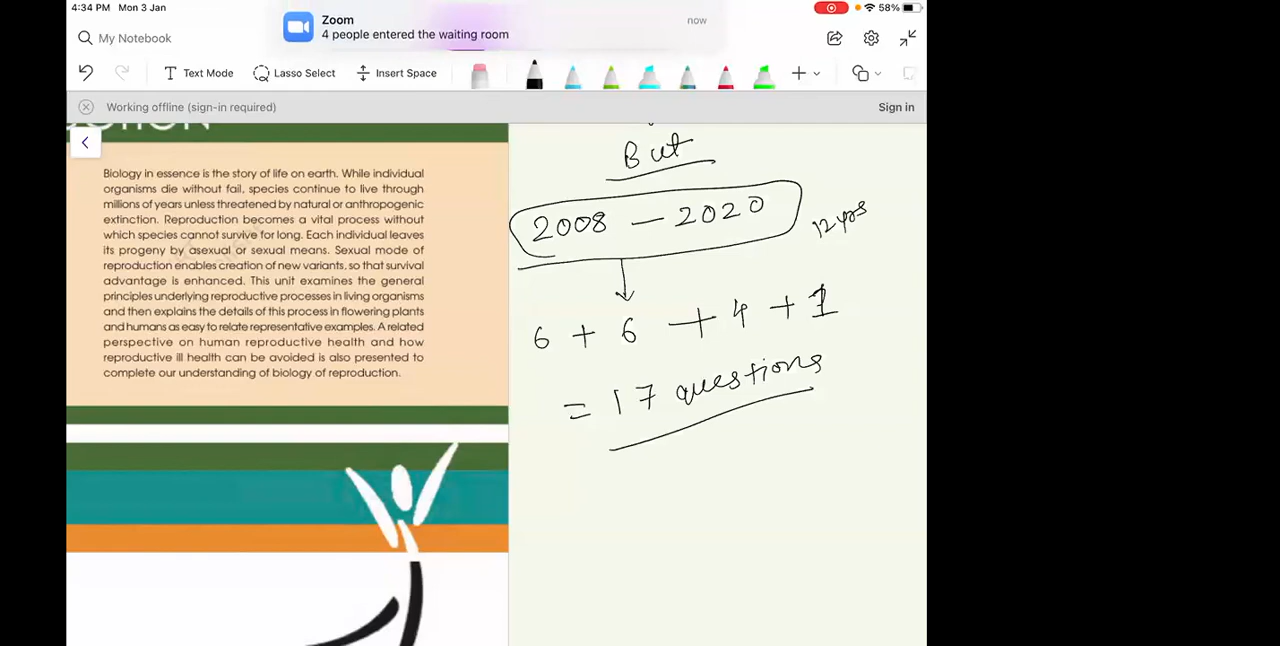 4:34 PM Mon 3 Jan
58%
Zoom
now
4 people entered the waiting room
My Notebook
Text Mode
Lasso Select
Insert Space
Working offline (sign-in required)
Sign in
Biology in essence is the story of life on earth. While individual
organisms die without fail, species continue to live through
millions of years unless threatened by natural or anthropogenic
extinction. Reproduction becomes a vital process without
which species cannot survive for long. Each individual leaves
its progeny by asexual or sexual means. Sexual mode of
reproduction enables creation of new variants, so that survival
advantage is enhanced. This unit examines the general
principles underlying reproductive processes in living organisms
and then explains the details of this process in flowering plants
and humans as easy to relate representative examples. A related
perspective on human reproductive health and how
reproductive ill health can be avoided is also presented to
complete our understanding of biology of reproduction.
But
2008 — 2020
12 yrs
6 + 6 + 4 + 1
= 17 questions